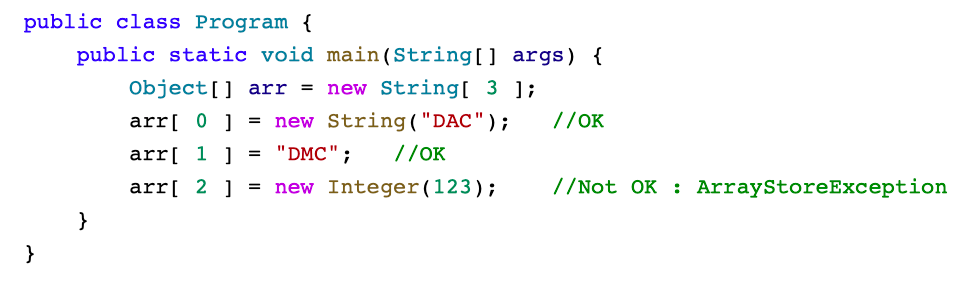 public class Program {
    public static void main(String[] args) {
        Object[] arr = new String[ 3 ];
        arr[ 0 ] = new String("DAC");   //OK
        arr[ 1 ] = "DMC";   //OK
        arr[ 2 ] = new Integer(123);    //Not OK : ArrayStoreException
    }
}